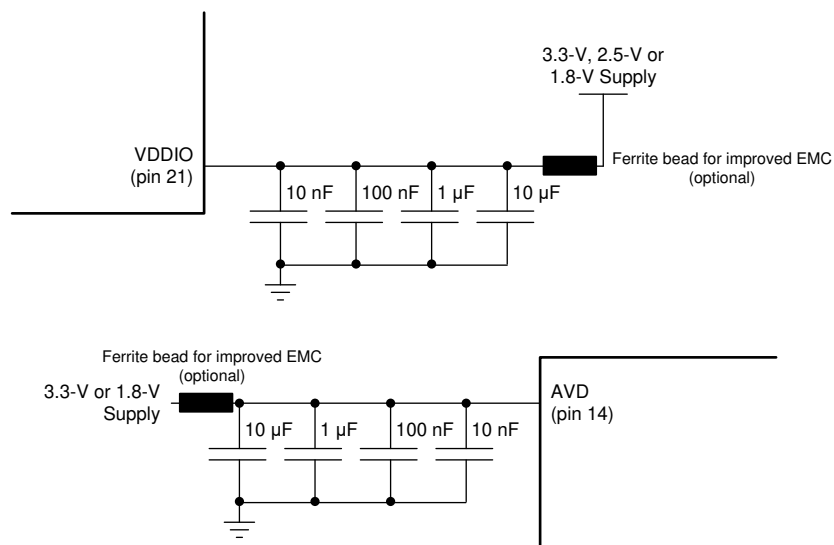 3.3-V, 2.5-V or
1.8-V Supply
VDDIO
(pin 21)
Ferrite bead for improved EMC
(optional)
10 nF
100 nF
1 µF
10 µF
Ferrite bead for improved EMC
(optional)
3.3-V or 1.8-V
Supply
AVD
(pin 14)
10 µF
1 µF
100 nF
10 nF